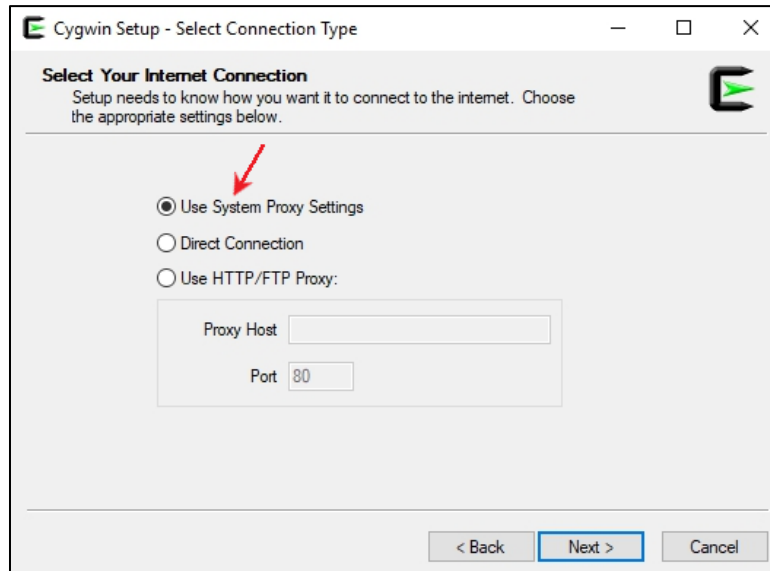 Cygwin Setup - Select Connection Type
Select Your Internet Connection
Setup needs to know how you want it to connect to the internet. Choose
the appropriate settings below.
Use System Proxy Settings
Direct Connection
Use HTTP/FTP Proxy:
Proxy Host
Port 80
< Back Next > Cancel